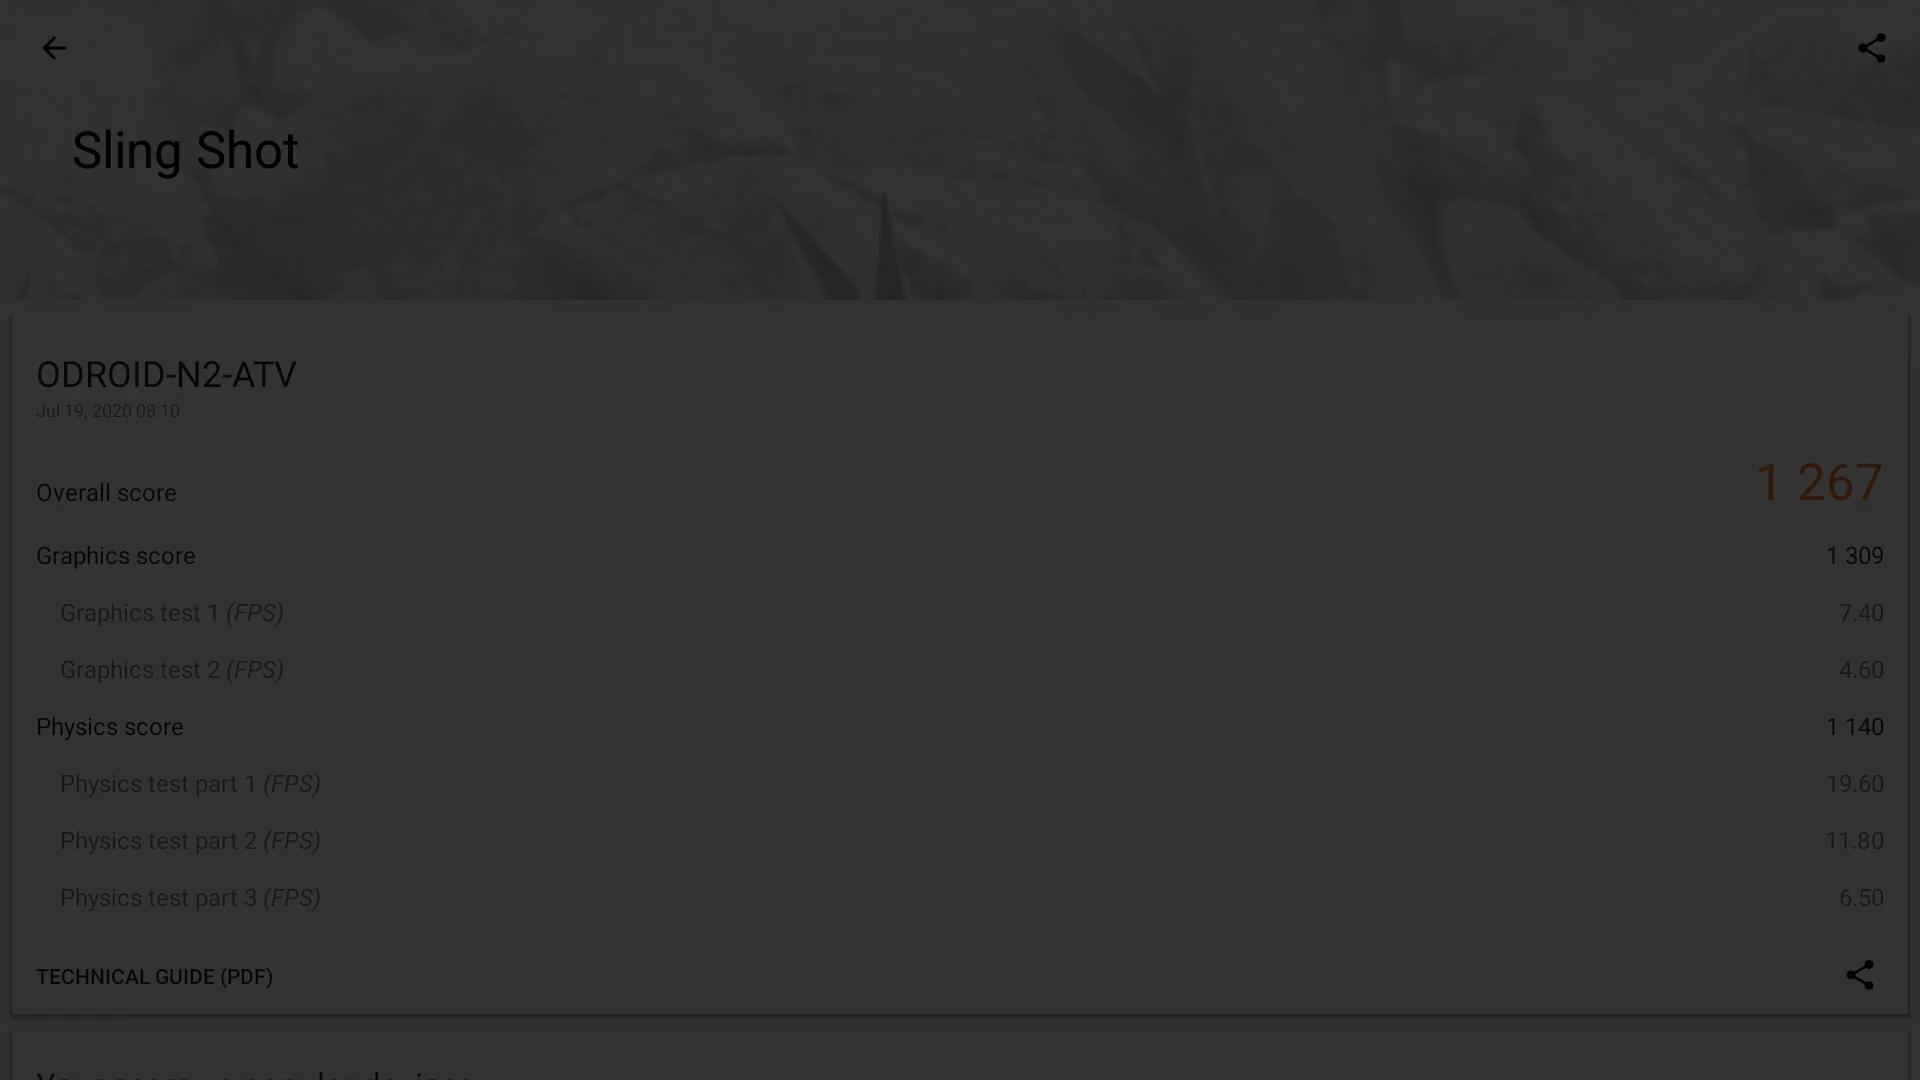 Sling Shot
ODROID-N2-ATV
Jul 19, 2020 08:10
Overall score 1 267
Graphics score 1 309
Graphics test 1 (FPS) 7.40
Graphics test 2 (FPS) 4.60
Physics score 1 140
Physics test part 1 (FPS) 19.60
Physics test part 2 (FPS) 11.80
Physics test part 3 (FPS) 6.50
TECHNICAL GUIDE (PDF)